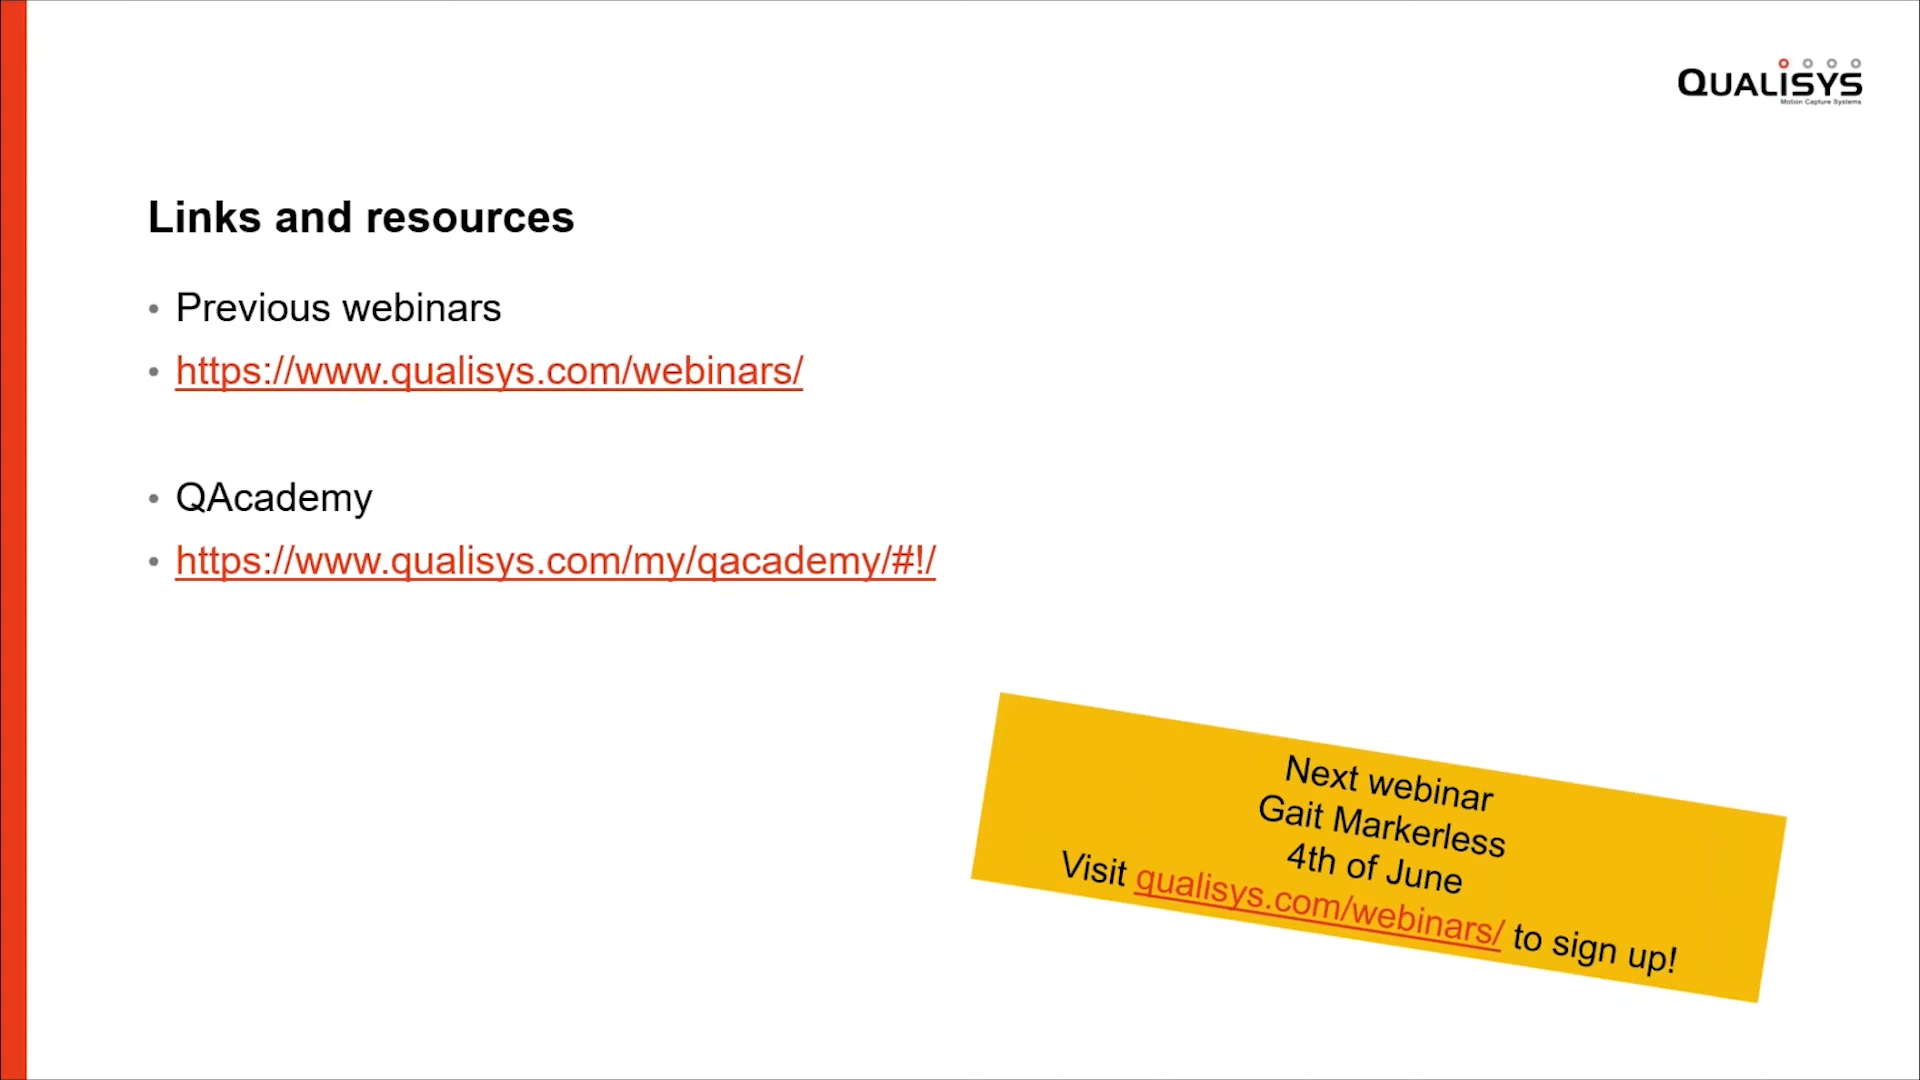 QUALISYS
Motion Capture Systems
Links and resources
• Previous webinars
• https://www.qualisys.com/webinars/
• QAcademy
• https://www.qualisys.com/my/qacademy/#!/
Next webinar
Gait Markerless
4th of June
Visit qualisys.com/webinars/ to sign up!